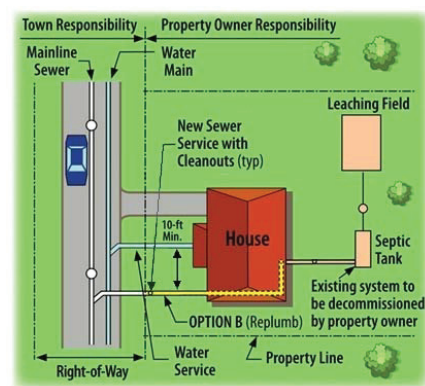 Town Responsibility
Property Owner Responsibility
Mainline
Sewer
Water
Main
Leaching
Field
New Sewer
Service with
Cleanouts (typ)
10-ft
Min.
House
Septic
Tank
Existing system to
be decommissioned
by property owner
OPTION B (Replumb)
Right-of-Way
Water
Service
Property Line